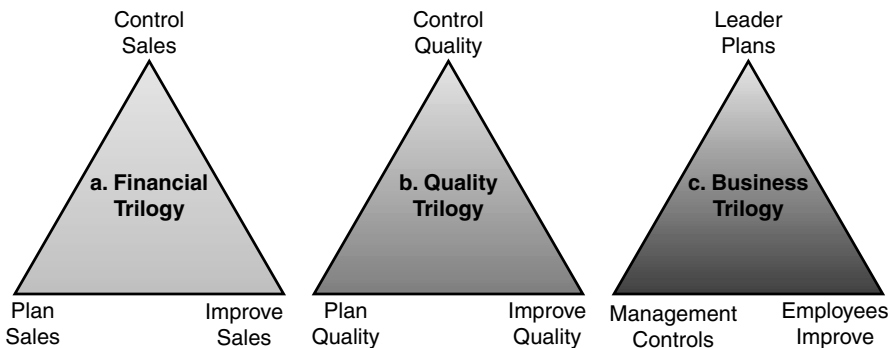 Control
Sales
a. Financial
Trilogy
Plan
Sales
Improve
Sales
Control
Quality
b. Quality
Trilogy
Plan
Quality
Improve
Quality
Leader
Plans
c. Business
Trilogy
Management
Controls
Employees
Improve